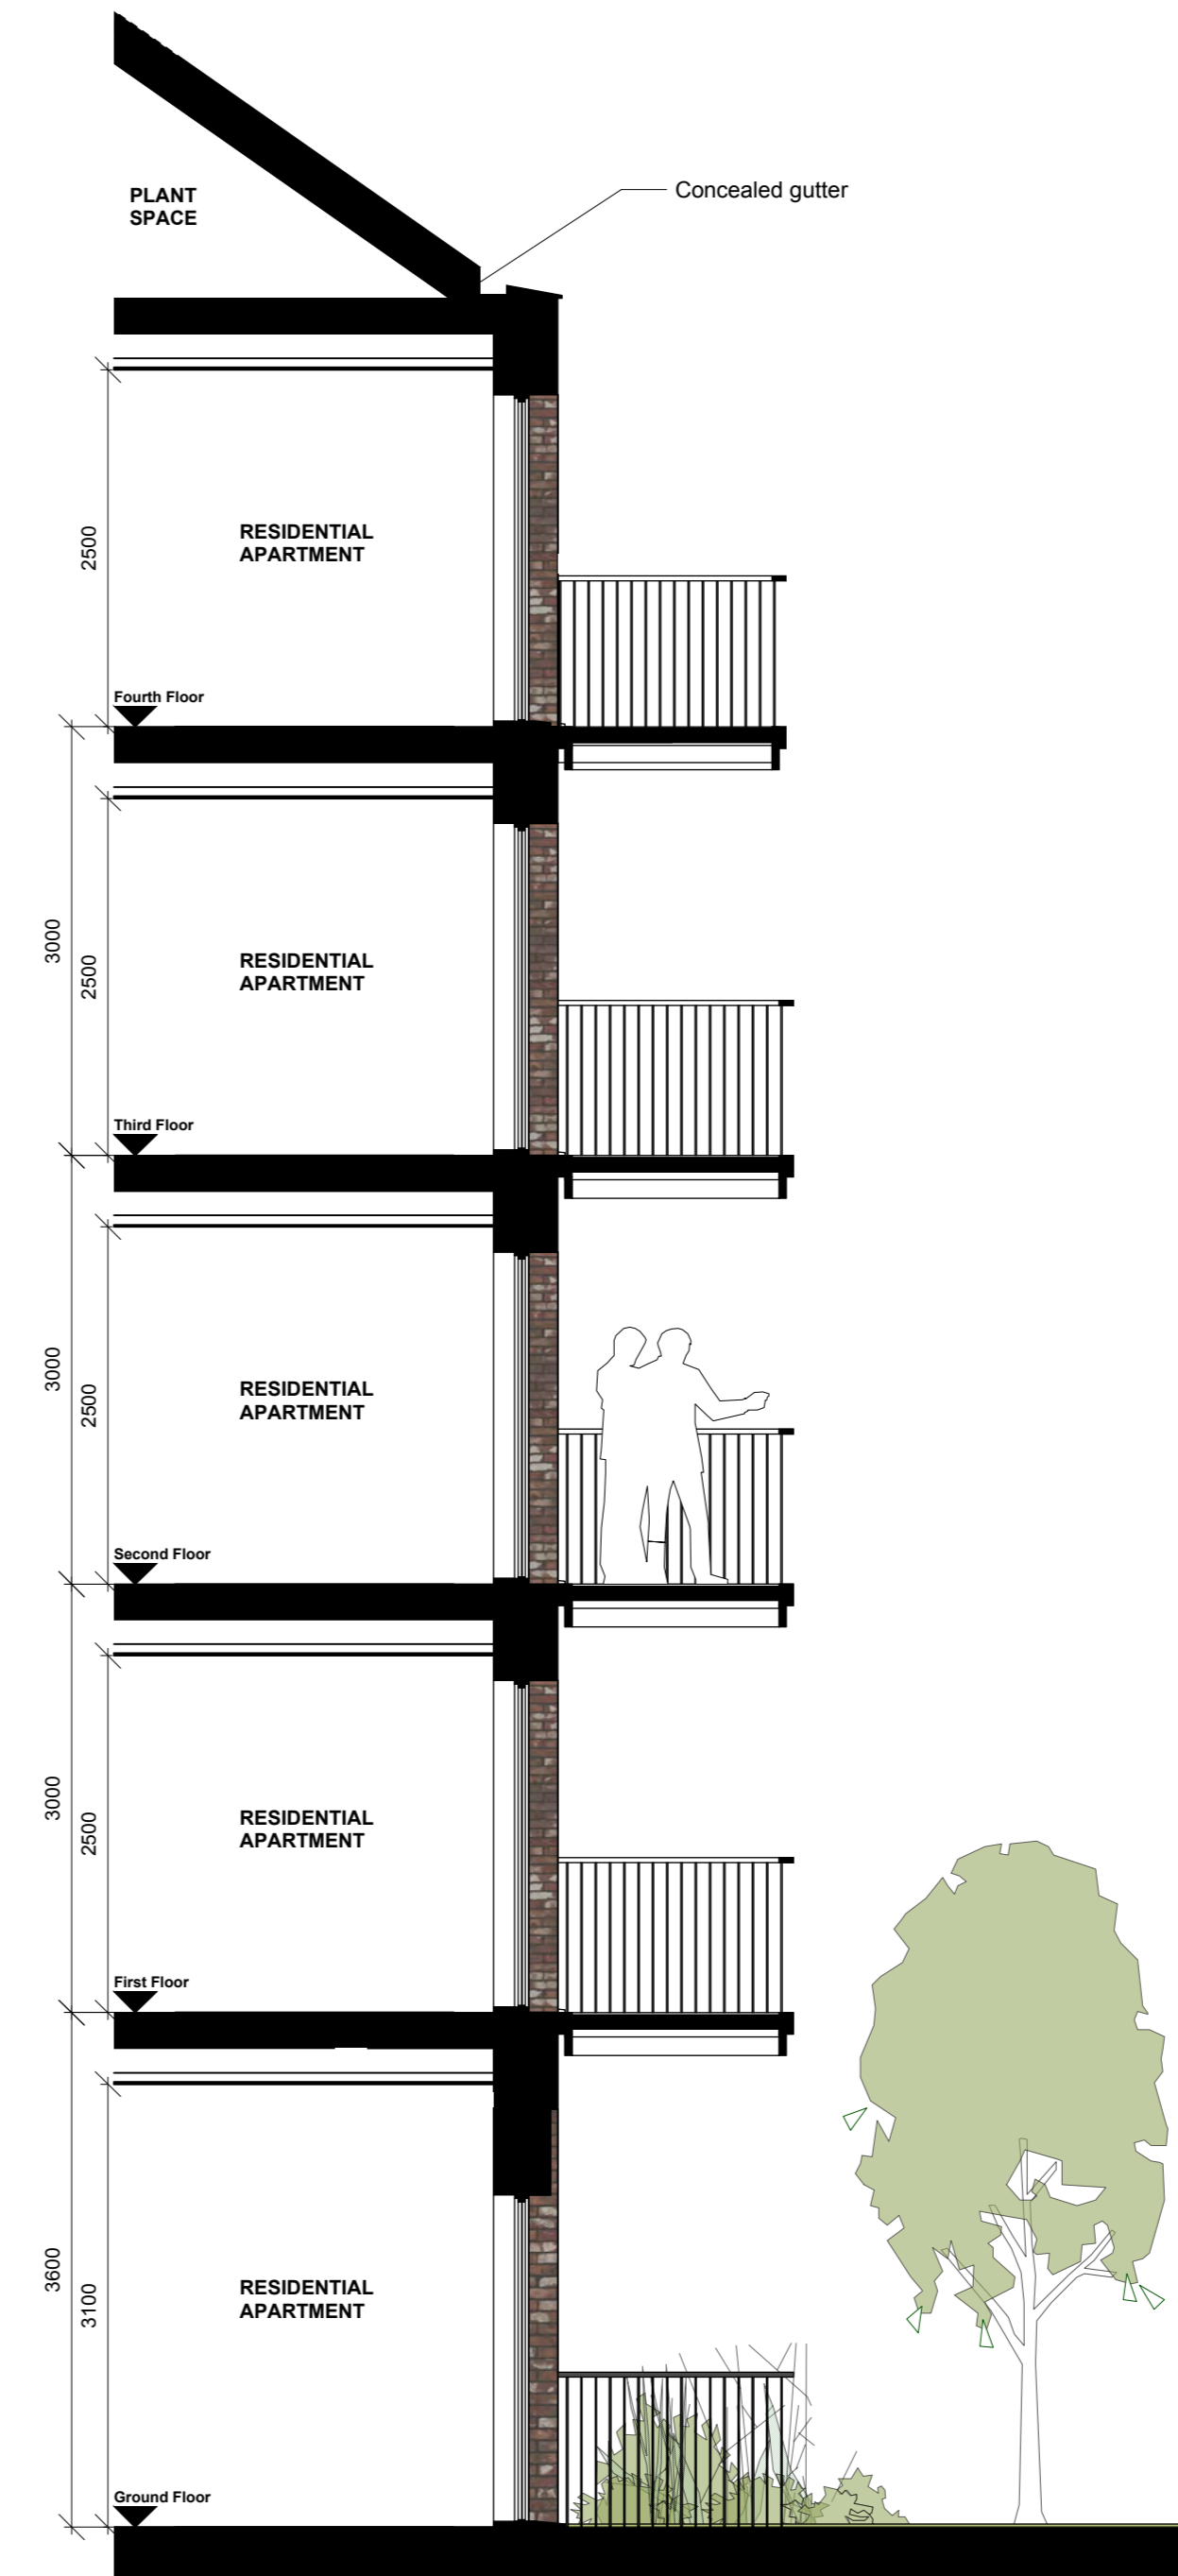 PLANT
SPACE
Concealed gutter
2500
RESIDENTIAL
APARTMENT
Fourth Floor
3000
2500
RESIDENTIAL
APARTMENT
Third Floor
3000
2500
RESIDENTIAL
APARTMENT
Second Floor
3000
2500
RESIDENTIAL
APARTMENT
First Floor
3600
3100
RESIDENTIAL
APARTMENT
Ground Floor